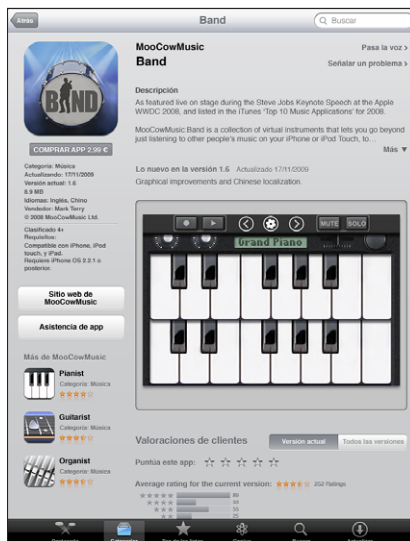 Atrás
Band
Buscar
MooCowMusic
Band
Pasa la voz >
Señalar un problema >
BAND
COMPRAR APP 2,99 €
Categoría: Música
Actualizando: 17/11/2009
Versión actual: 1.6
8.9 MB
Idiomas: Inglés, Chino
Vendedor: Mark Terry
© 2008 MooCowMusic Ltd.
Clasificado 4+
Requisitos:
Compatible con iPhone, iPod
touch, y iPad.
Requiere iPhone OS 2.2.1 o
posterior.
Sitio web de
MooCowMusic
Asistencia de app
Más de MooCowMusic
Pianist
Categoría: Música
Guitarist
Categoría: Música
Organist
Categoría: Música
Descripción
As featured live on stage during the Steve Jobs Keynote Speech at the Apple
WWDC 2008, and listed in the iTunes 'Top 10 Music Applications' for 2008.
MooCowMusic Band is a collection of virtual instruments that lets you go beyond
just listening to other people's music on your iPhone or iPod Touch, to...
Más ▼
Lo nuevo en la versión 1.6 Actualizado 17/11/2009
Graphical improvements and Chinese localization.
Grand Piano
MUTE
SOLO
Valoraciones de clientes
Versión actual
Todas las versiones
Puntúa este app:
Average rating for the current version:
253 Ratings
55
25